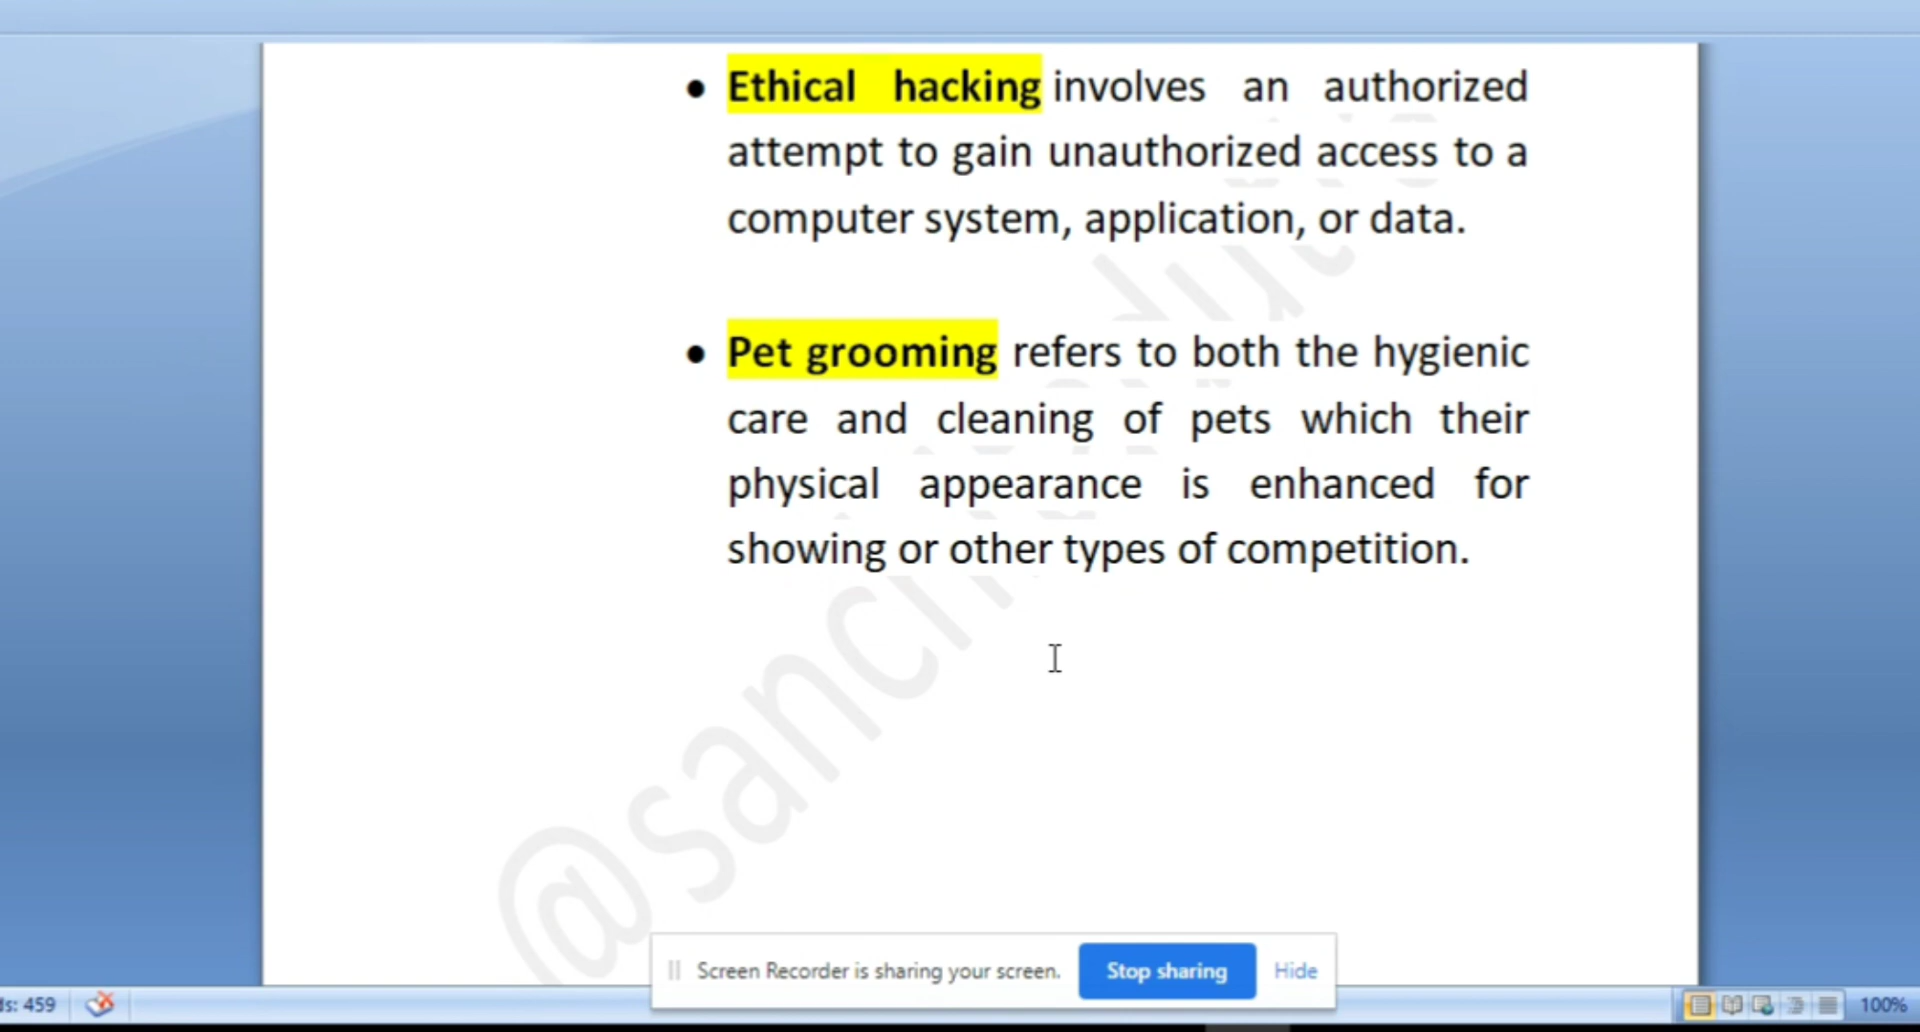 Ethical hacking involves an authorized
attempt to gain unauthorized access to a
computer system, application, or data.
Pet grooming refers to both the hygienic
care and cleaning of pets which their
physical appearance is enhanced for
showing or other types of competition.
Screen Recorder is sharing your screen. Stop sharing Hide
459 100%